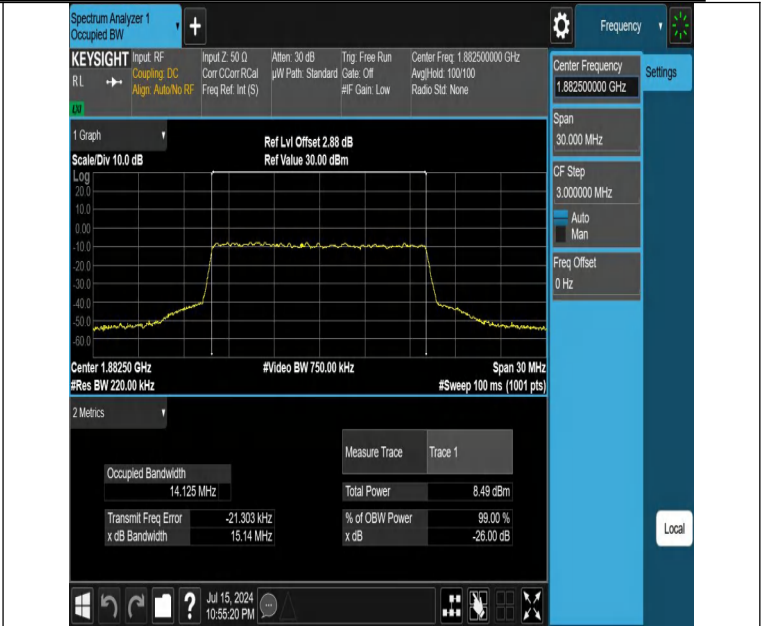 Spectrum Analyzer 1
Occupied BW
+
Frequency
KEYSIGHT
RL
LXI
Input: RF
Coupling: DC
Align: Auto/No RF
Input Z: 50 Ω
Corr CCorr RCal
Freq Ref: Int (S)
Atten: 30 dB
µW Path: Standard
Trig: Free Run
Gate: Off
#IF Gain: Low
Center Freq: 1.882500000 GHz
Avg|Hold: 100/100
Radio Std: None
Center Frequency
1.882500000 GHz
Settings
Span
30.000 MHz
CF Step
3.000000 MHz
Auto
Man
Freq Offset
0 Hz
Local
1 Graph
Scale/Div 10.0 dB
Ref Lvl Offset 2.88 dB
Ref Value 30.00 dBm
Log
20.0
10.0
0.00
-10.0
-20.0
-30.0
-40.0
-50.0
-60.0
Center 1.88250 GHz
#Video BW 750.00 kHz
Span 30 MHz
#Res BW 220.00 kHz
#Sweep 100 ms (1001 pts)
2 Metrics
Measure Trace Trace 1
Occupied Bandwidth
14.125 MHz
Total Power 8.49 dBm
Transmit Freq Error -21.303 kHz
% of OBW Power 99.00 %
x dB Bandwidth 15.14 MHz
x dB -26.00 dB
?
Jul 15, 2024
10:55:20 PM